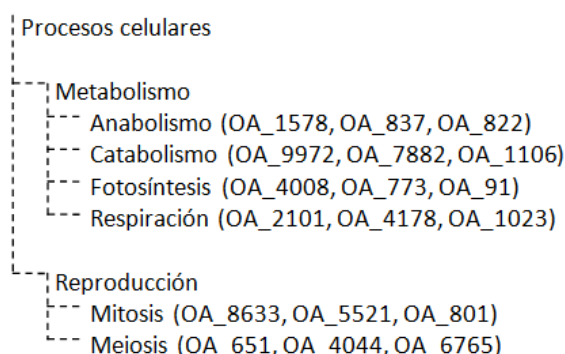 Procesos celulares
Metabolismo
Anabolismo (OA_1578, OA_837, OA_822)
Catabolismo (OA_9972, OA_7882, OA_1106)
Fotosíntesis (OA_4008, OA_773, OA_91)
Respiración (OA_2101, OA_4178, OA_1023)
Reproducción
Mitosis (OA_8633, OA_5521, OA_801)
Meiosis (OA_651, OA_4044, OA_6765)